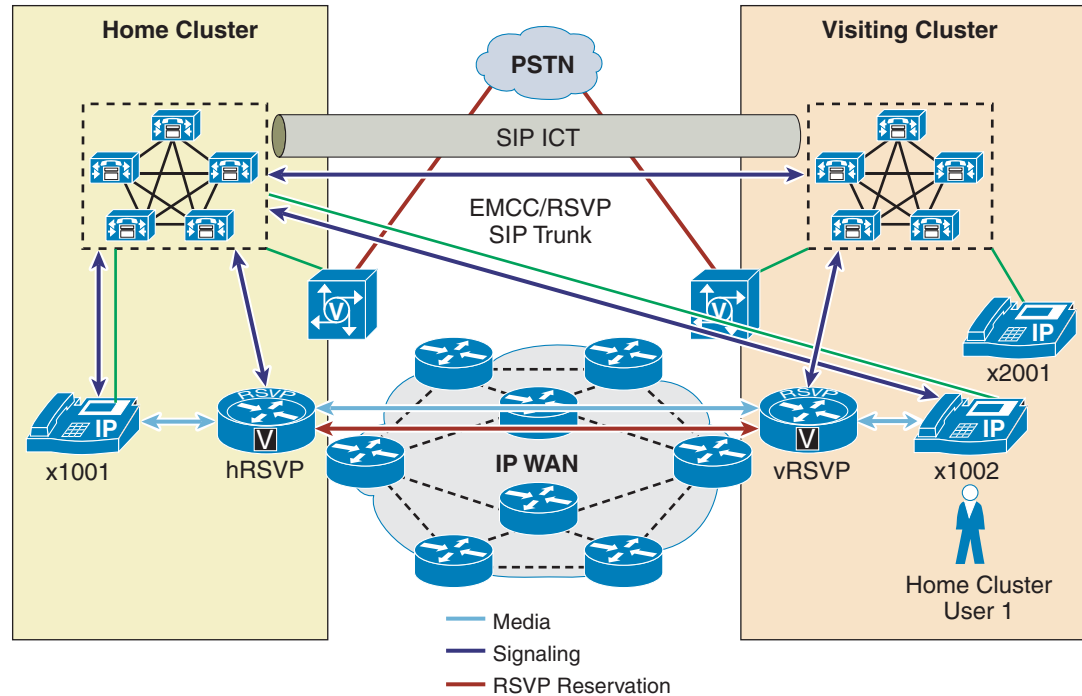 Home Cluster
Visiting Cluster
PSTN
SIP ICT
EMCC/RSVP
SIP Trunk
V
V
IP
x2001
RSVP
RSVP
IP
V
V
IP
x1001
hRSVP
IP WAN
vRSVP
x1002
Home Cluster
User 1
Media
Signaling
RSVP Reservation